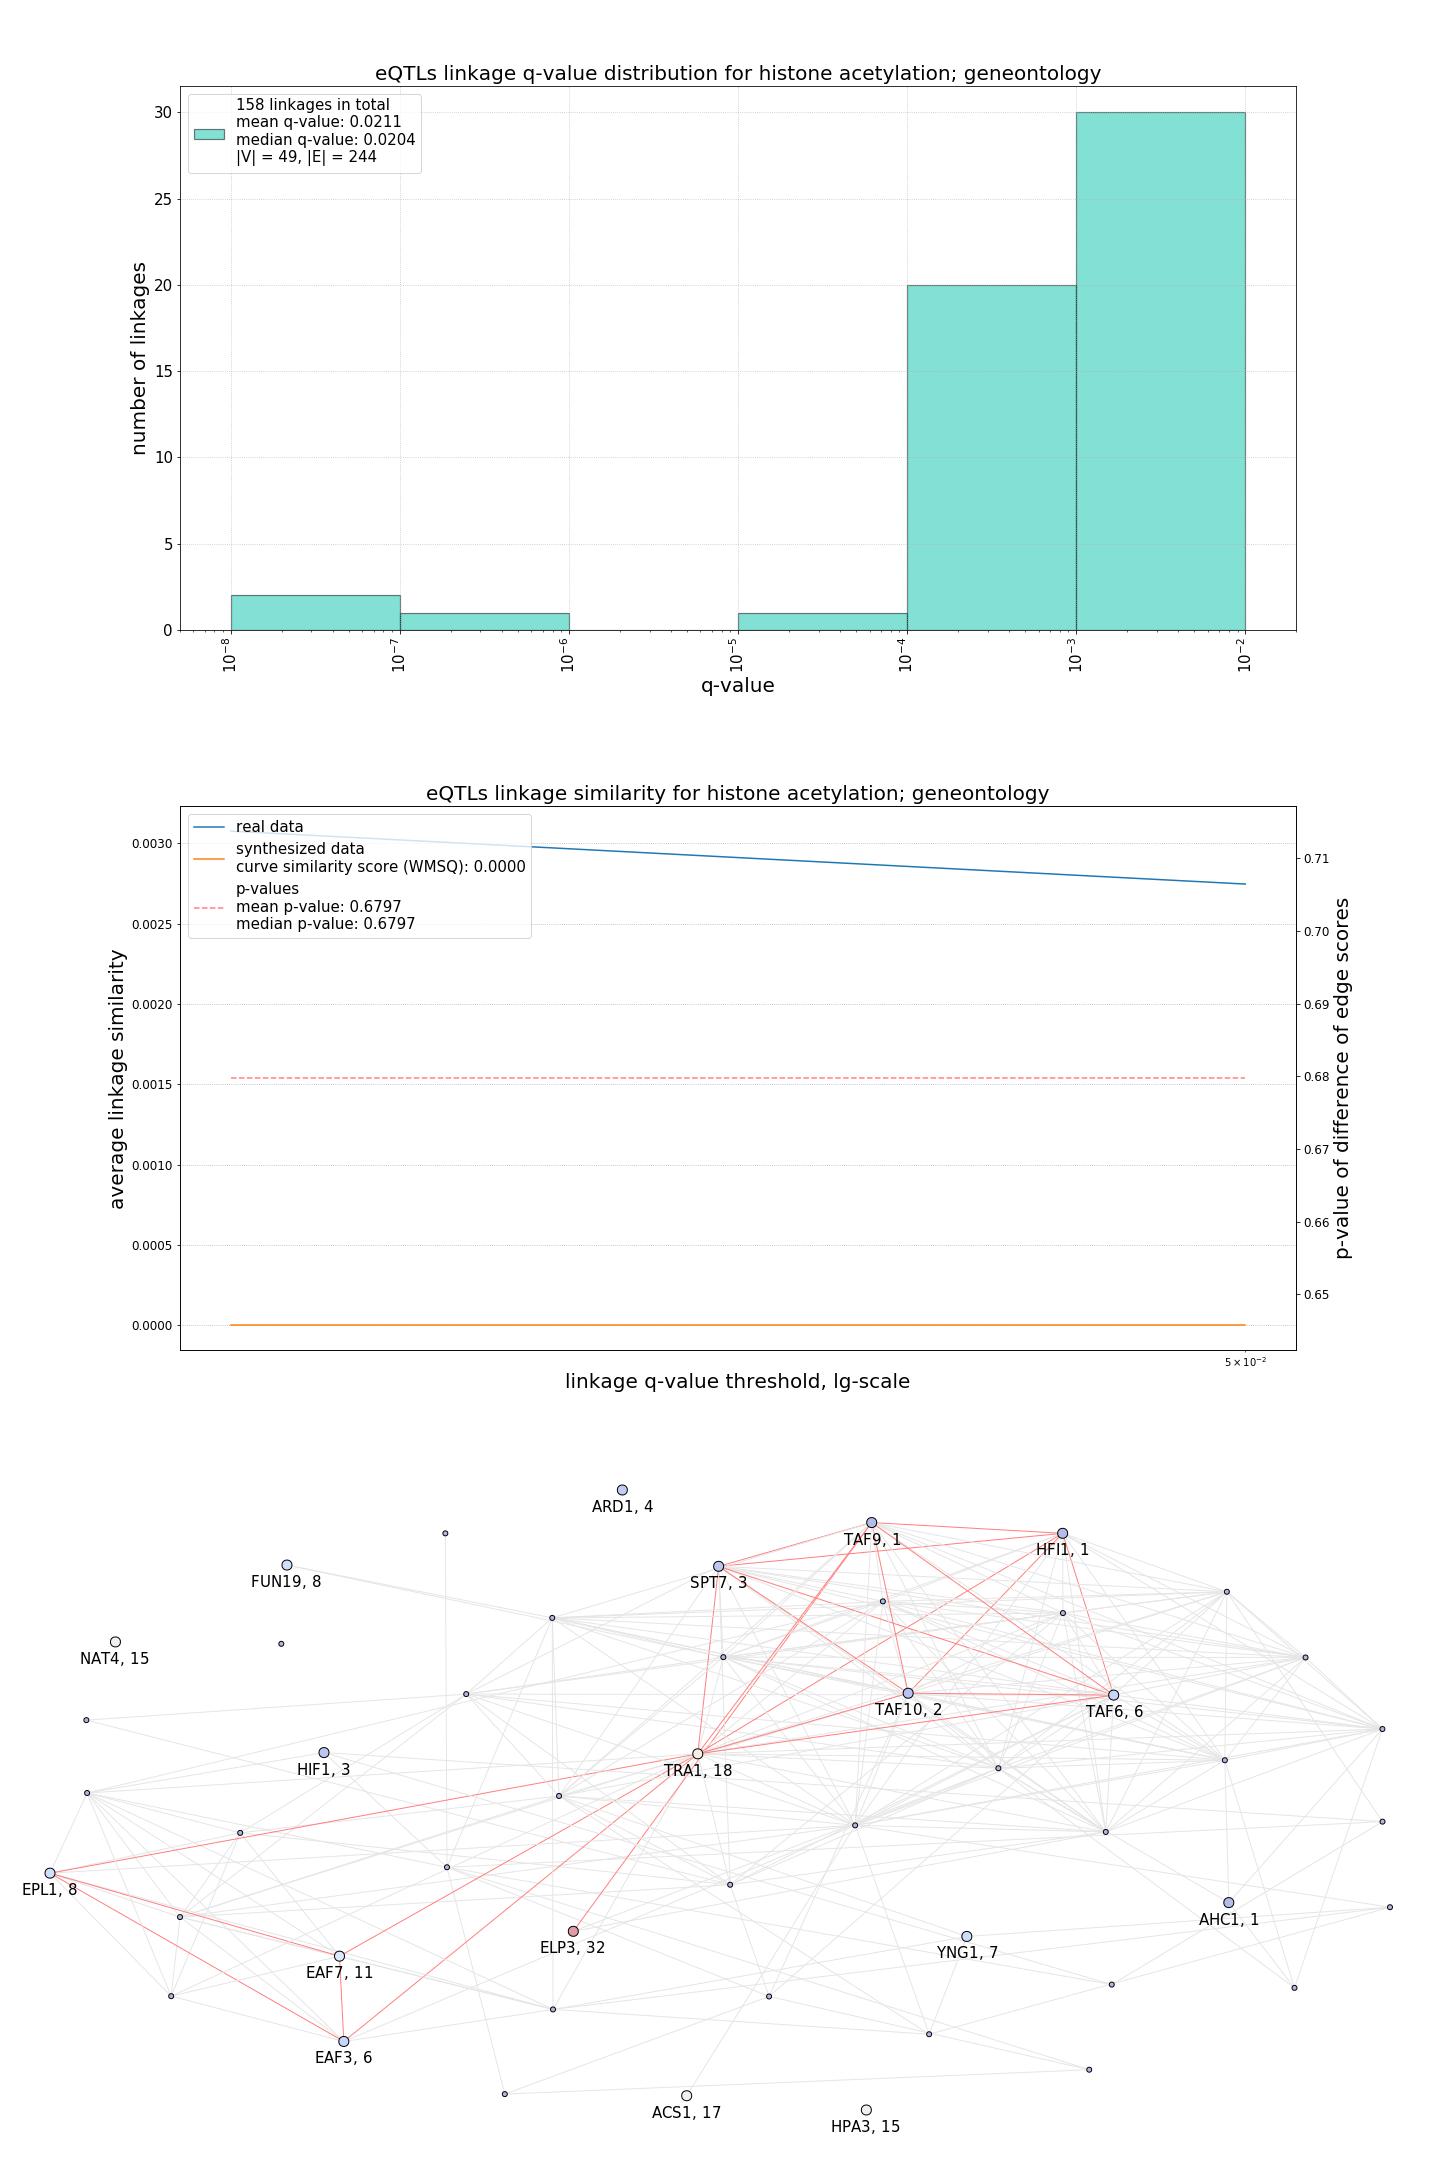 eQTLs linkage q-value distribution for histone acetylation; geneontology
158 linkages in total
mean q-value: 0.0211
median q-value: 0.0204
|V| = 49, |E| = 244
number of linkages
30
25
20
15
10
5
0
10⁻⁸
10⁻⁷
10⁻⁶
10⁻⁵
10⁻⁴
10⁻³
10⁻²
q-value
eQTLs linkage similarity for histone acetylation; geneontology
real data
synthesized data
curve similarity score (WMSQ): 0.0000
p-values
mean p-value: 0.6797
median p-value: 0.6797
average linkage similarity
0.0030
0.0025
0.0020
0.0015
0.0010
0.0005
0.0000
0.71
0.70
0.69
0.68
0.67
0.66
0.65
p-value of difference of edge scores
5 × 10⁻²
linkage q-value threshold, lg-scale
ARD1, 4
TAF9, 1
HFI1, 1
FUN19, 8
SPT7, 3
NAT4, 15
TAF10, 2
TAF6, 6
HIF1, 3
TRA1, 18
EPL1, 8
AHC1, 1
ELP3, 32
YNG1, 7
EAF7, 11
EAF3, 6
ACS1, 17
HPA3, 15